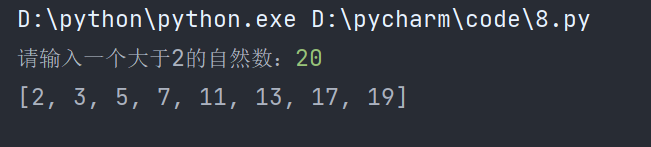 D:\python\python.exe D:\pycharm\code\8.py
请输入一个大于2的自然数：20
[2, 3, 5, 7, 11, 13, 17, 19]